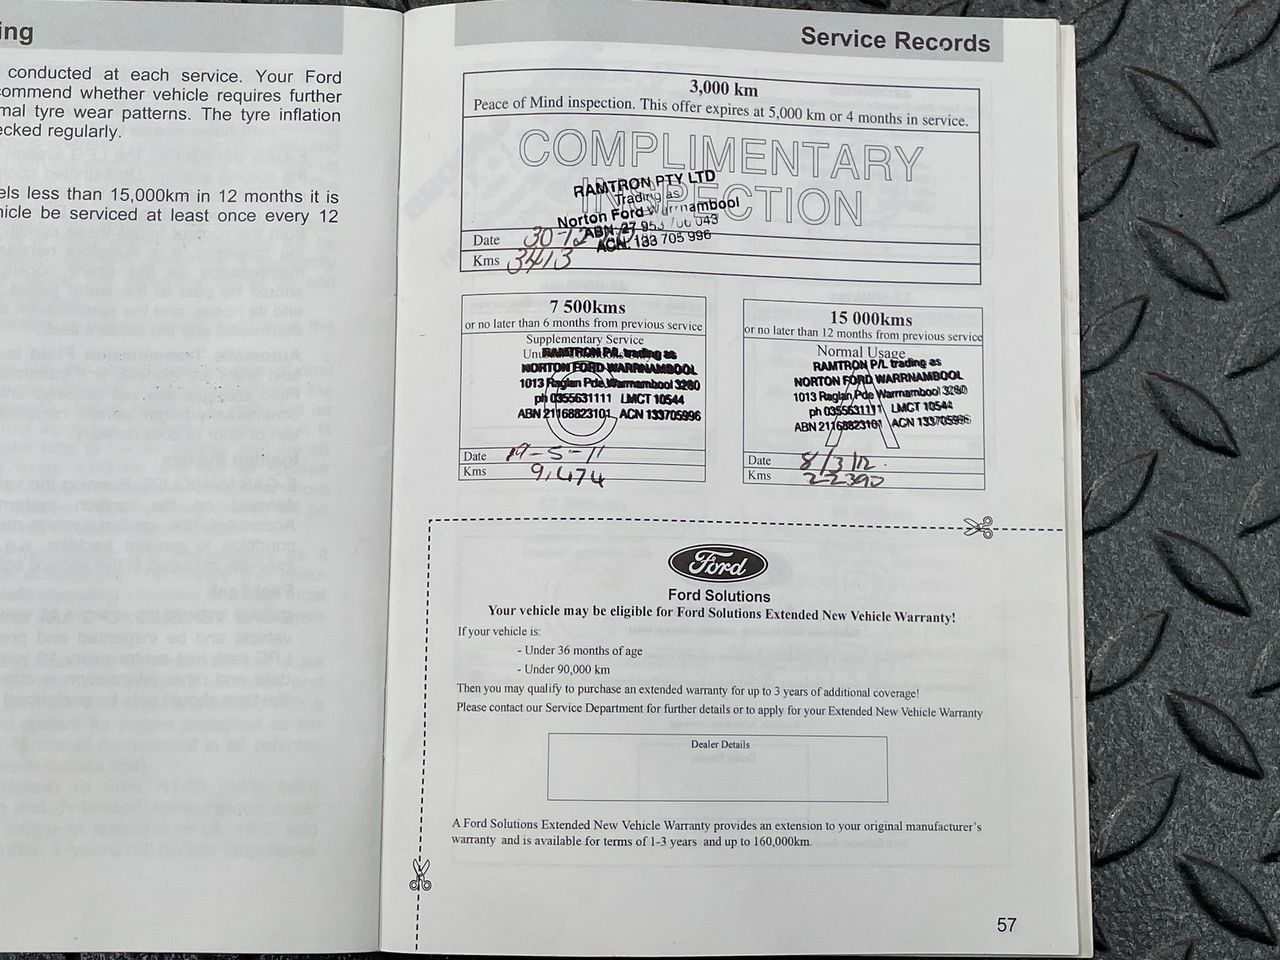 ing
conducted at each service. Your Ford
commend whether vehicle requires further
mal tyre wear patterns. The tyre inflation
ecked regularly.
els less than 15,000km in 12 months it is
hicle be serviced at least once every 12
Service Records
3,000 km
Peace of Mind inspection. This offer expires at 5,000 km or 4 months in service.
COMPLIMENTARY
INSPECTION
RAMTRON PTY LTD
Trading as
Norton Ford Warrnambool
ABN 27 953 706 043
ACN: 133 705 996
Date 30-12
Kms 3413
7 500kms
or no later than 6 months from previous service
Supplementary Service
RAMTRON P/L trading as
NORTON FORD WARRNAMBOOL
1013 Raglan Pde Warrnambool 3280
ph 0355631111 LMCT 10544
ABN 21168823101 ACN 133705996
C
Date 19-5-11
Kms 9,474
15 000kms
or no later than 12 months from previous service
Normal Usage
RAMTRON P/L trading as
NORTON FORD WARRNAMBOOL
1013 Raglan Pde Warrnambool 3280
ph 0355631111 LMCT 10544
ABN 21168823101 ACN 133705996
A
Date 8/3/12.
Kms 22390
Ford
Ford Solutions
Your vehicle may be eligible for Ford Solutions Extended New Vehicle Warranty!
If your vehicle is:
- Under 36 months of age
- Under 90,000 km
Then you may qualify to purchase an extended warranty for up to 3 years of additional coverage!
Please contact our Service Department for further details or to apply for your Extended New Vehicle Warranty
Dealer Details
A Ford Solutions Extended New Vehicle Warranty provides an extension to your original manufacturer's
warranty and is available for terms of 1-3 years and up to 160,000km.
57